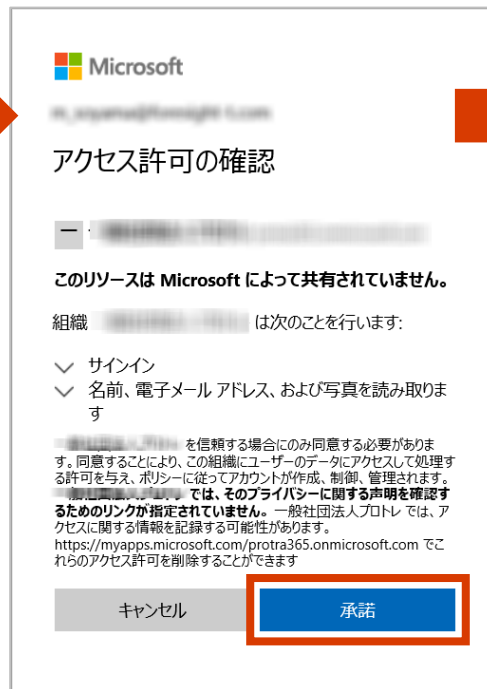 Microsoft
アクセス許可の確認
このリソースは Microsoft によって共有されていません。
組織 は次のことを行います:
サインイン
名前、電子メール アドレス、および写真を読み取りま
す
を信頼する場合にのみ同意する必要がありま
す。同意することにより、この組織にユーザーのデータにアクセスして処理す
る許可を与え、ポリシーに従ってアカウントが作成、制御、管理されます。
では、そのプライバシーに関する声明を確認す
るためのリンクが指定されていません。一般社団法人プロトレ では、ア
クセスに関する情報を記録する可能性があります。
https://myapps.microsoft.com/protra365.onmicrosoft.com でこ
れらのアクセス許可を削除することができます
キャンセル
承諾